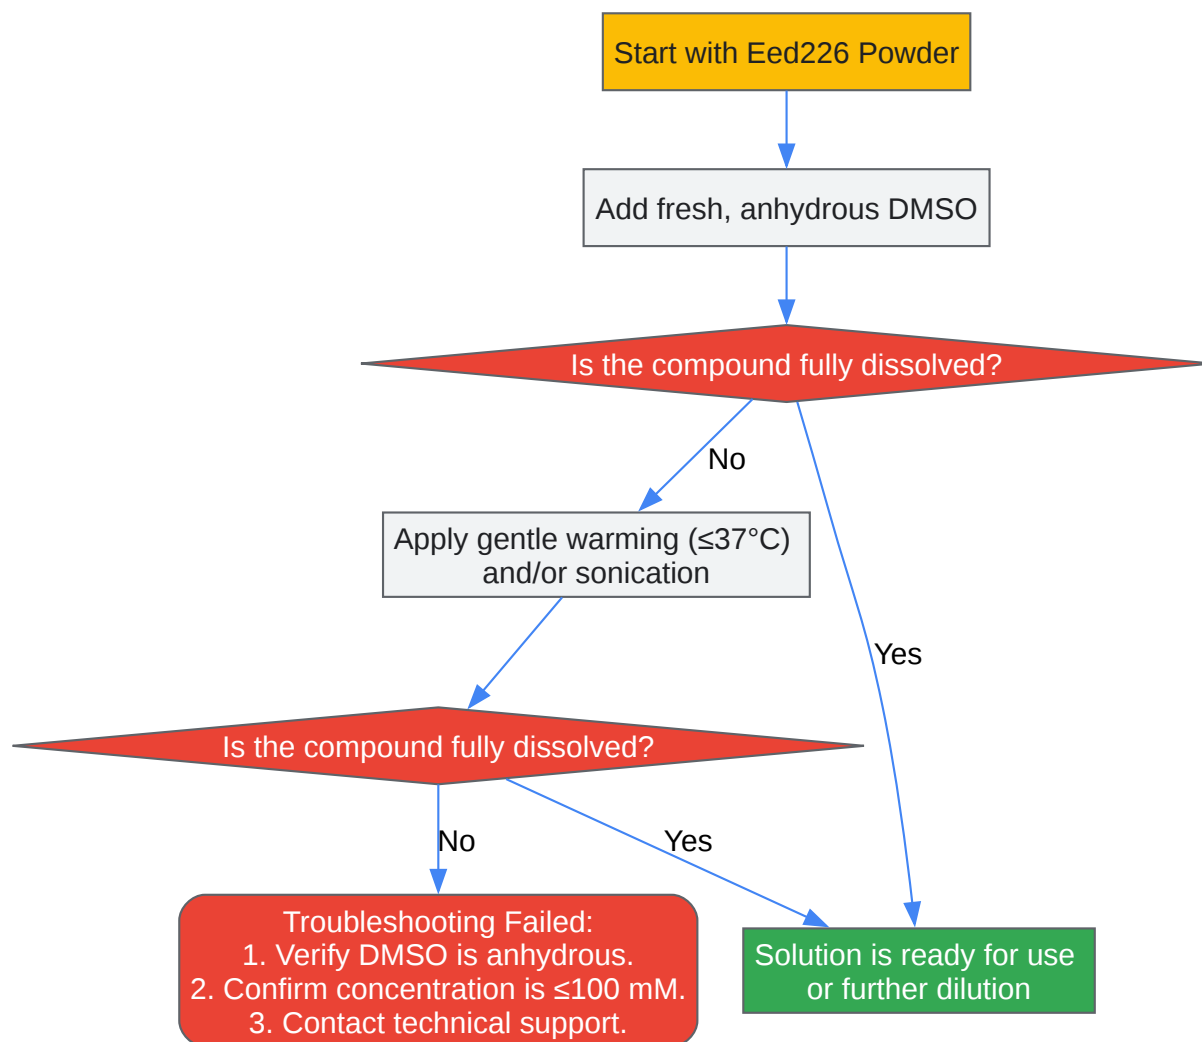 Start with Eed226 Powder
Add fresh, anhydrous DMSO
Is the compound fully dissolved?
No
Apply gentle warming (≤37°C)
and/or sonication
Yes
Is the compound fully dissolved?
No
Yes
Troubleshooting Failed:
1. Verify DMSO is anhydrous.
2. Confirm concentration is ≤100 mM.
3. Contact technical support.
Solution is ready for use
or further dilution